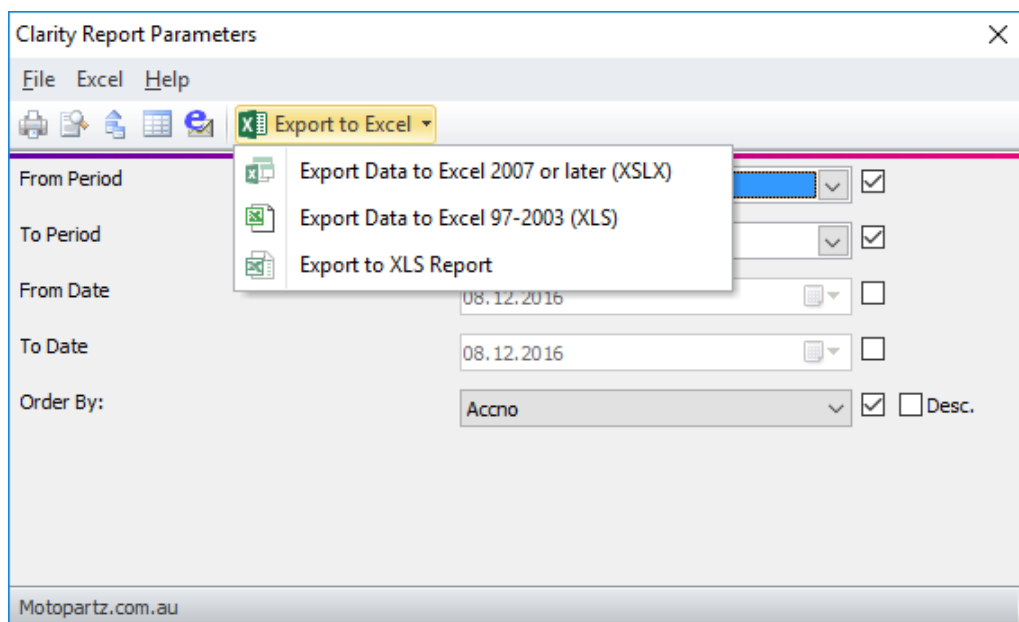 Clarity Report Parameters
File Excel Help
Export to Excel
Export Data to Excel 2007 or later (XSLX)
Export Data to Excel 97-2003 (XLS)
Export to XLS Report
From Period
To Period
From Date 08.12.2016
To Date 08.12.2016
Order By: Accno Desc.
Motopartz.com.au